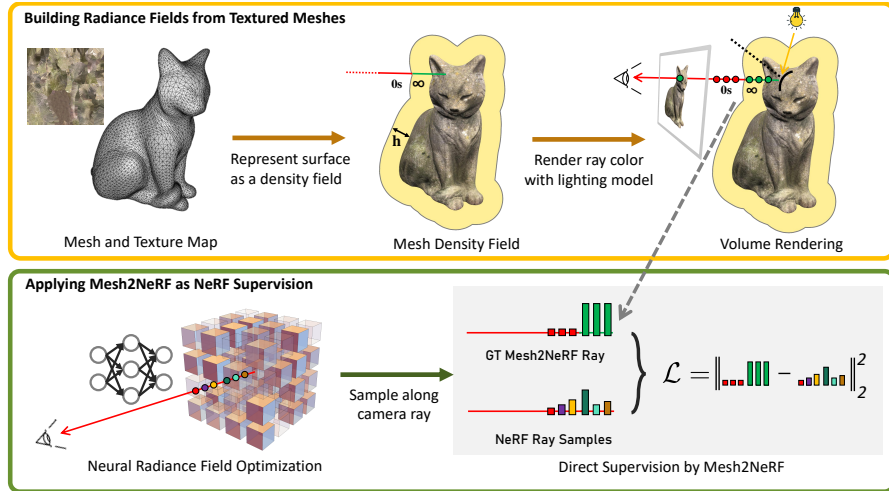 Building Radiance Fields from Textured Meshes
0s
∞
h
0s
∞
Represent surface
as a density field
Render ray color
with lighting model
Mesh and Texture Map
Mesh Density Field
Volume Rendering
Applying Mesh2NeRF as NeRF Supervision
GT Mesh2NeRF Ray
Sample along
camera ray
NeRF Ray Samples
ℒ = ‖ − ‖²₂
Neural Radiance Field Optimization
Direct Supervision by Mesh2NeRF